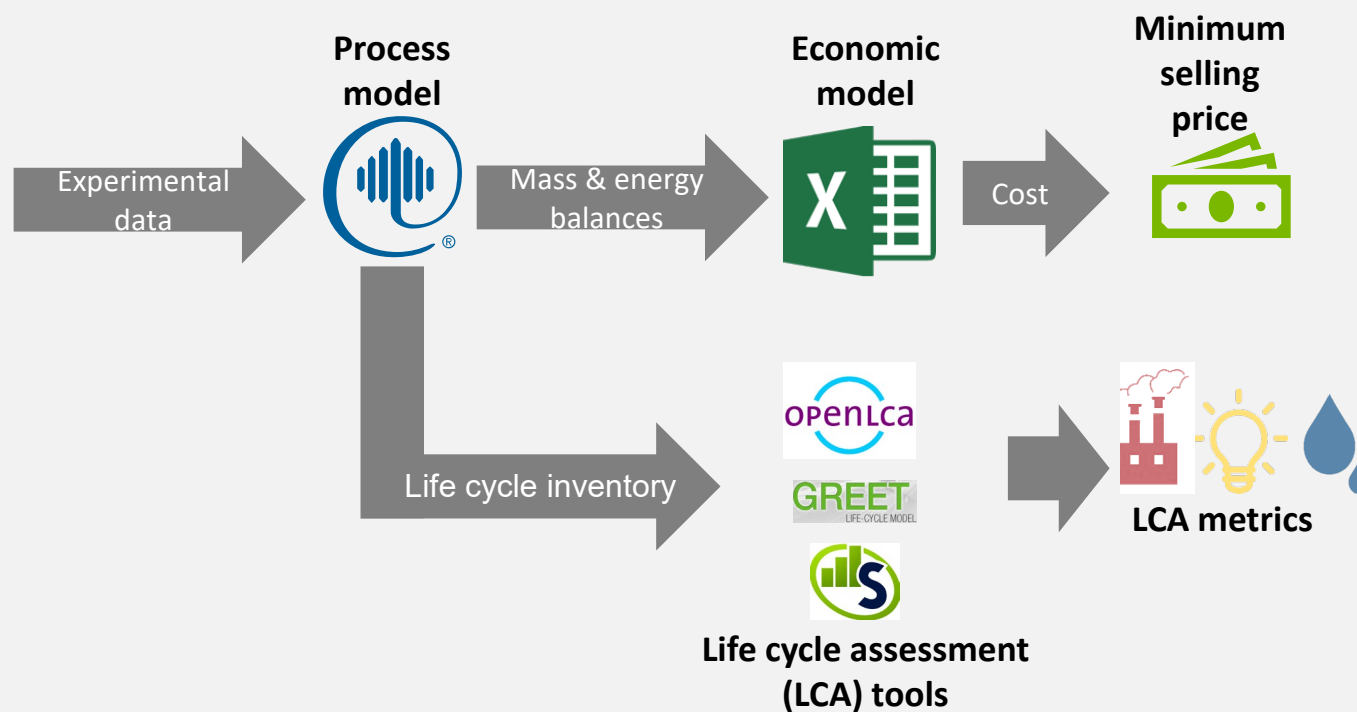 Process
model
Economic
model
Minimum
selling
price
Experimental
data
®
Mass & energy
balances
X
Cost
openLca
Life cycle inventory
GREET
LIFE-CYCLE MODEL
LCA metrics
S
Life cycle assessment
(LCA) tools